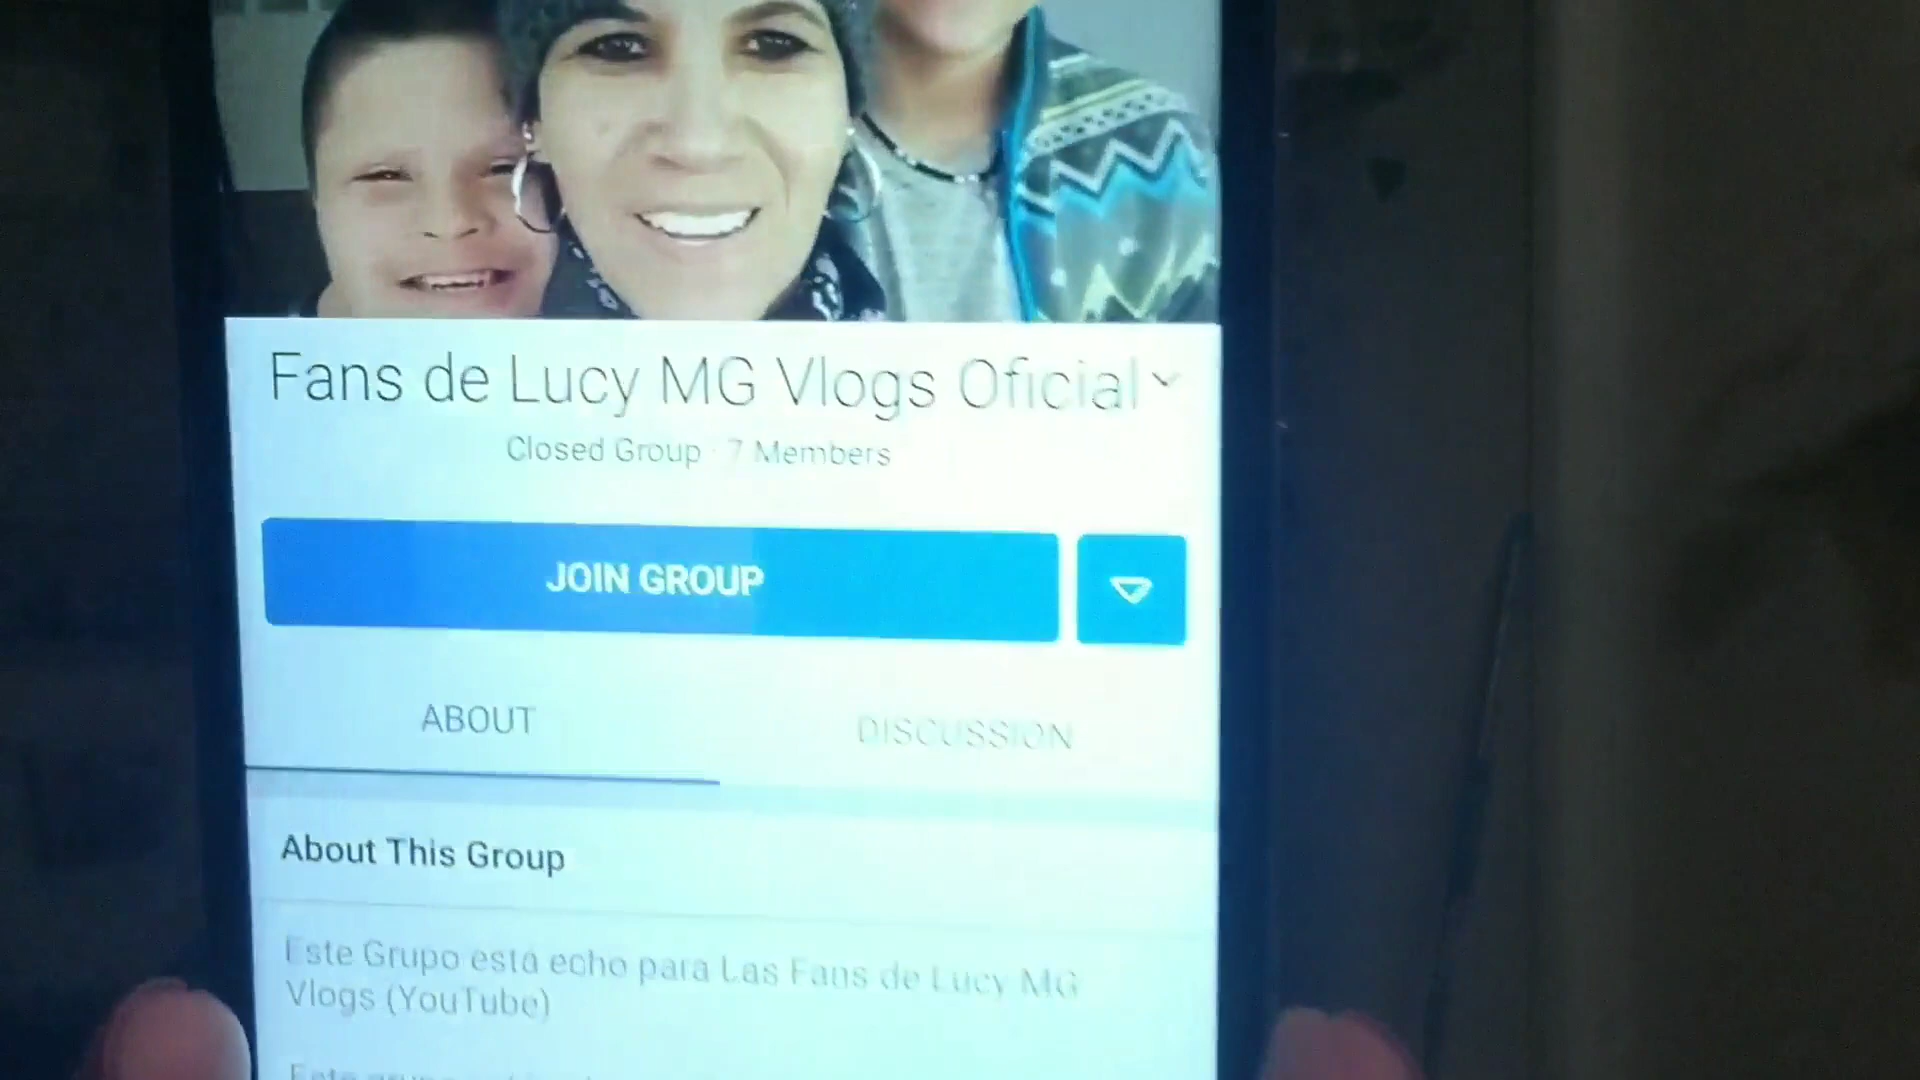 Fans de Lucy MG Vlogs Oficial
Closed Group · 7 Members
JOIN GROUP
ABOUT
DISCUSSION
About This Group
Este Grupo está echo para Las Fans de Lucy MG
Vlogs (YouTube)
Este